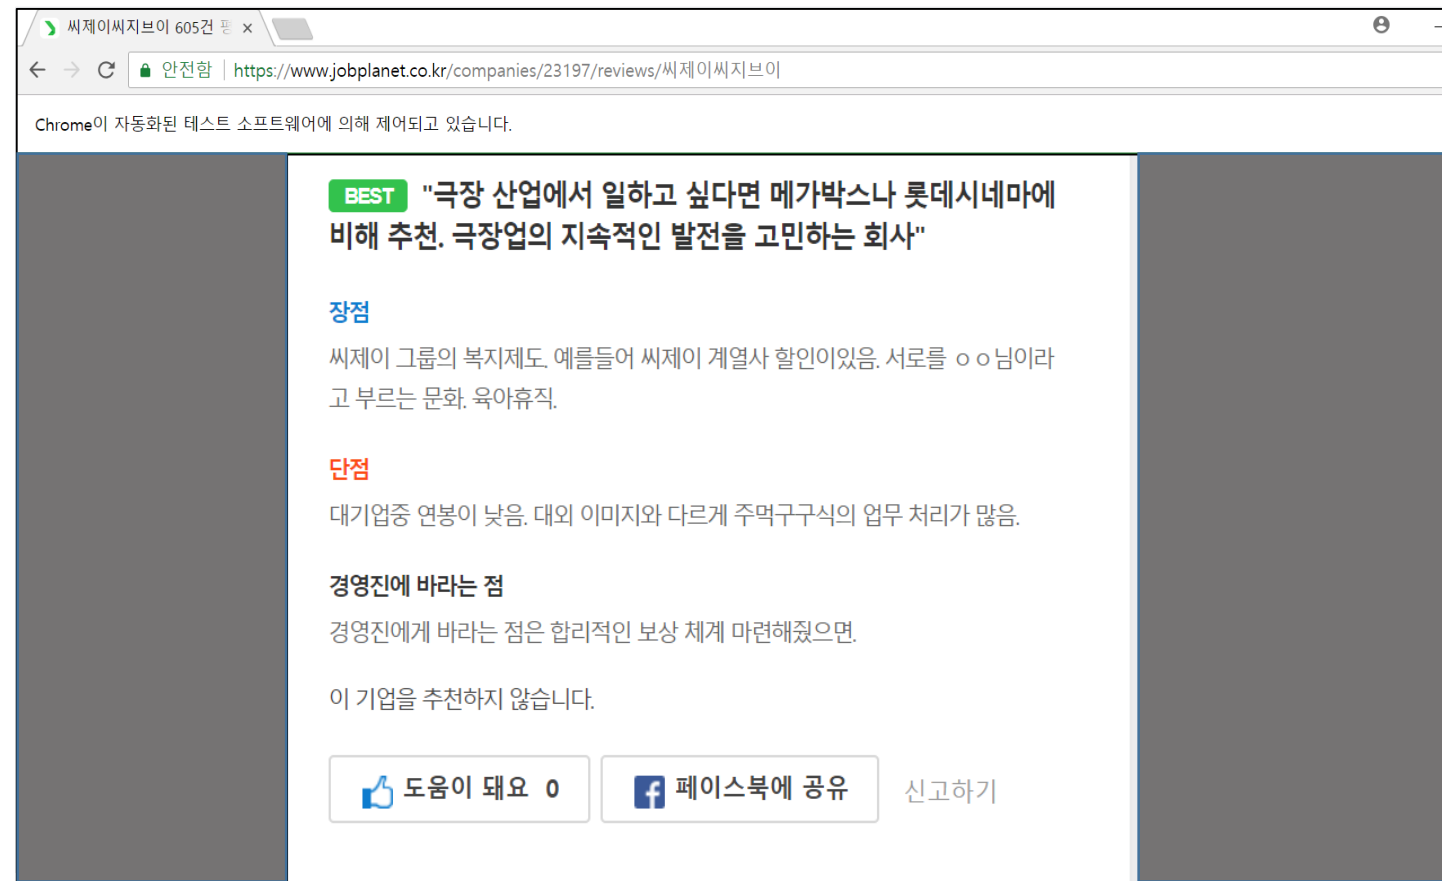 씨제이씨지브이 605건
안전함 https://www.jobplanet.co.kr/companies/23197/reviews/씨제이씨지브이
Chrome이 자동화된 테스트 소프트웨어에 의해 제어되고 있습니다.
BEST "극장 산업에서 일하고 싶다면 메가박스나 롯데시네마에
비해 추천. 극장업의 지속적인 발전을 고민하는 회사"
장점
씨제이 그룹의 복지제도. 예를들어 씨제이 계열사 할인이있음. 서로를 ㅇㅇ님이라
고 부르는 문화. 육아휴직.
단점
대기업중 연봉이 낮음. 대외 이미지와 다르게 주먹구구식의 업무 처리가 많음.
경영진에 바라는 점
경영진에게 바라는 점은 합리적인 보상 체계 마련해줬으면.
이 기업을 추천하지 않습니다.
도움이 돼요 0 페이스북에 공유 신고하기